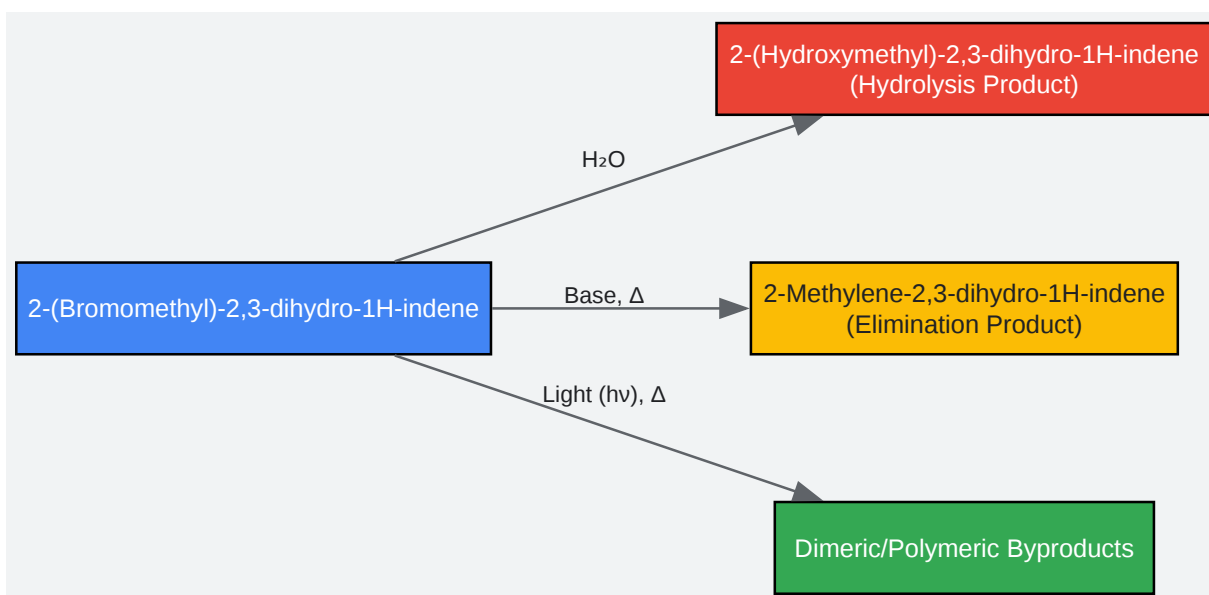 2-(Hydroxymethyl)-2,3-dihydro-1H-indene
(Hydrolysis Product)
H₂O
2-(Bromomethyl)-2,3-dihydro-1H-indene
Base, Δ
2-Methylene-2,3-dihydro-1H-indene
(Elimination Product)
Light (hν), Δ
Dimeric/Polymeric Byproducts